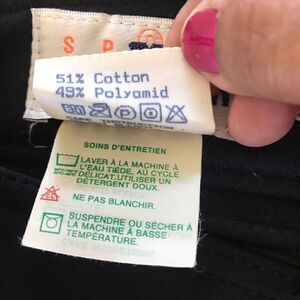 S P
51% Cotton
49% Polyamid
30 P
SOINS D'ENTRETIEN
LAVER À LA MACHINE À
L'EAU TIÈDE, AU CYCLE
DÉLICAT. UTILISER UN
DÉTERGENT DOUX.
NE PAS BLANCHIR.
SUSPENDRE OU SÉCHER À
LA MACHINE À BASSE
TEMPÉRATURE.